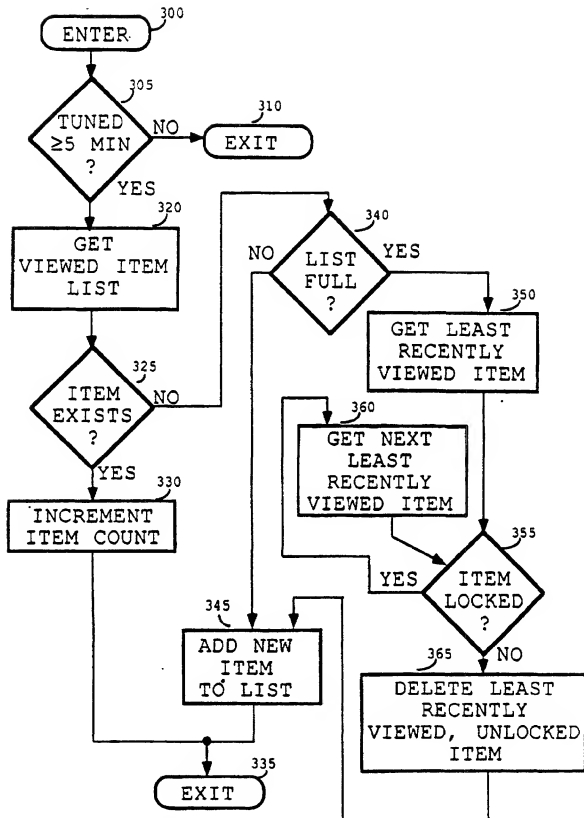 300
ENTER
305
TUNED
≥5 MIN
?
NO
310
EXIT
YES
320
GET
VIEWED ITEM
LIST
325
ITEM
EXISTS
?
NO
YES
330
INCREMENT
ITEM COUNT
340
LIST
FULL
?
NO
YES
350
GET LEAST
RECENTLY
VIEWED ITEM
360
GET NEXT
LEAST
RECENTLY
VIEWED ITEM
355
ITEM
LOCKED
?
YES
NO
345
ADD NEW
ITEM
TO LIST
365
DELETE LEAST
RECENTLY
VIEWED, UNLOCKED
ITEM
335
EXIT